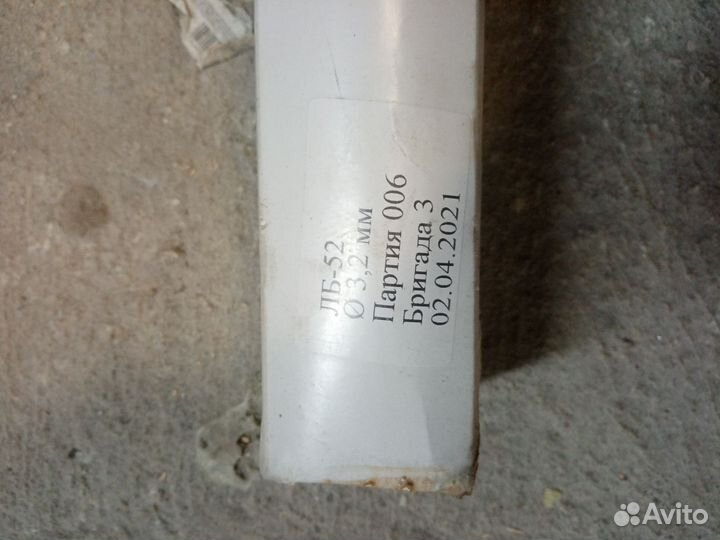 ЛБ-52
Ø 3,2 мм
Партия 006
Бригада 3
02.04.2021
Avito